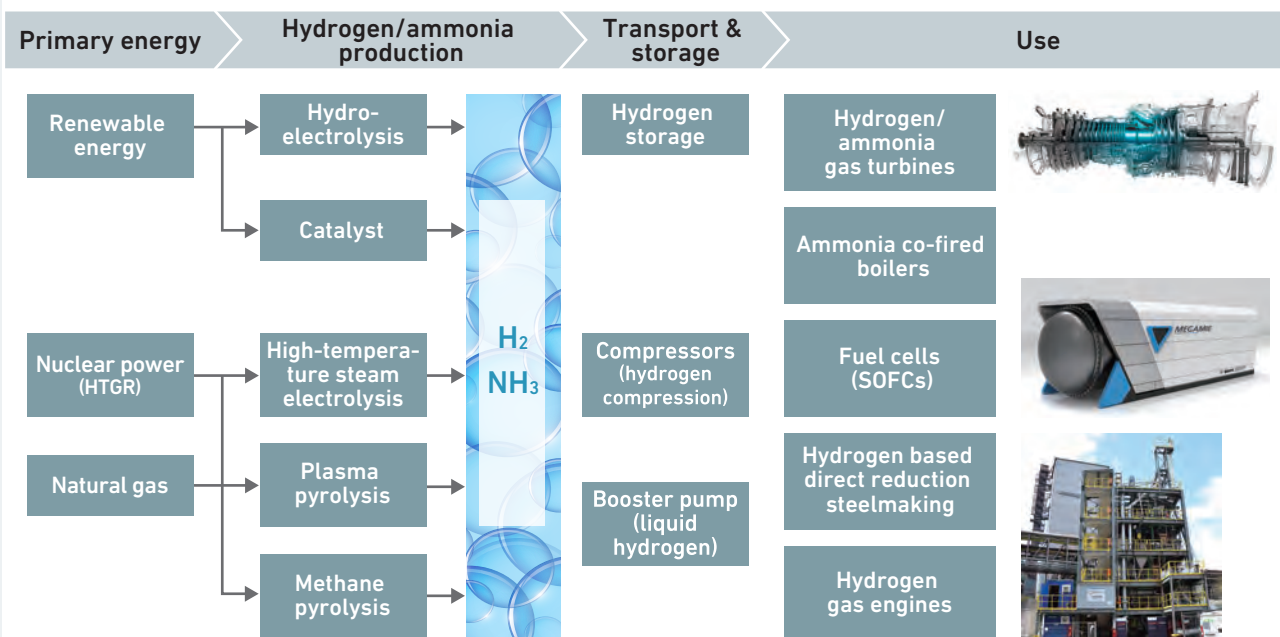 Primary energy
Hydrogen/ammonia
production
Transport &
storage
Use
Renewable
energy
Hydro-
electrolysis
Catalyst
Nuclear power
(HTGR)
High-tempera-
ture steam
electrolysis
Natural gas
Plasma
pyrolysis
Methane
pyrolysis
H2
NH3
Hydrogen
storage
Compressors
(hydrogen
compression)
Booster pump
(liquid
hydrogen)
Hydrogen/
ammonia
gas turbines
Ammonia co-fired
boilers
Fuel cells
(SOFCs)
Hydrogen based
direct reduction
steelmaking
Hydrogen
gas engines
MEGAMIE